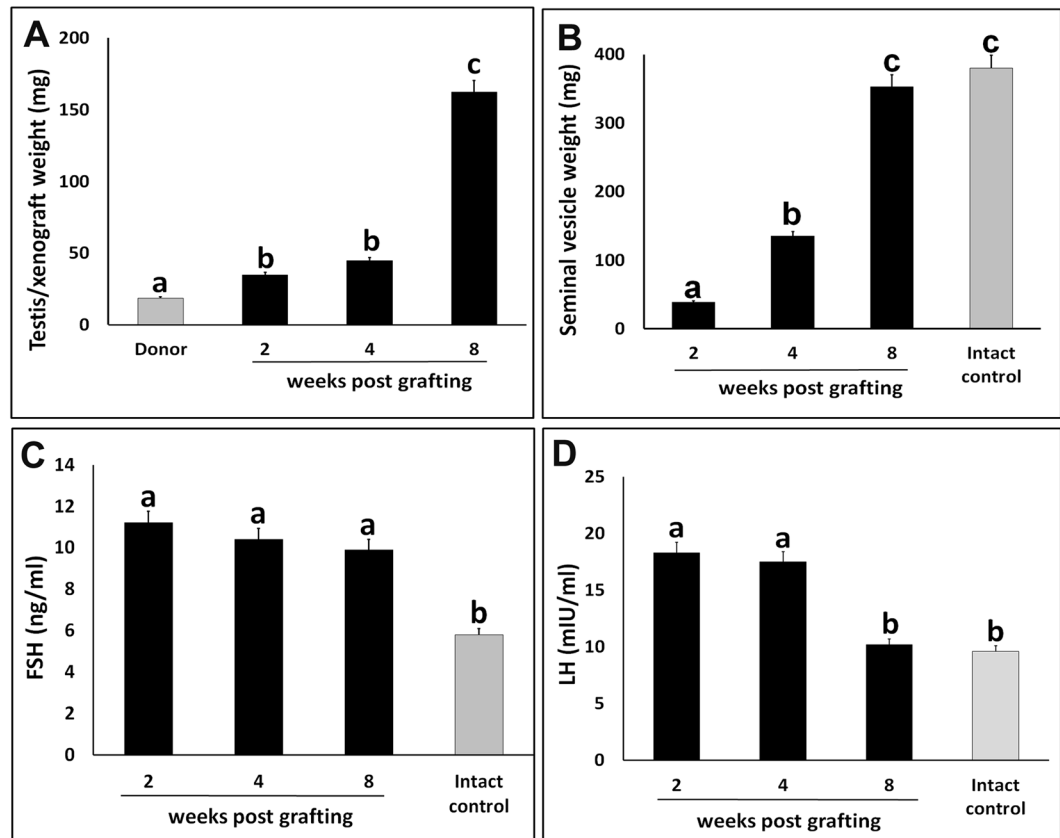 A
Testis/xenograft weight (mg)
200
150
100
50
0
a
b
b
c
Donor
2
4
8
weeks post grafting
B
Seminal vesicle weight (mg)
400
300
200
100
0
a
b
c
c
2
4
8
Intact
control
weeks post grafting
C
FSH (ng/ml)
14
12
10
8
6
4
2
0
a
a
a
b
2
4
8
Intact
control
weeks post grafting
D
LH (mIU/ml)
25
20
15
10
5
0
a
a
b
b
2
4
8
Intact
control
weeks post grafting